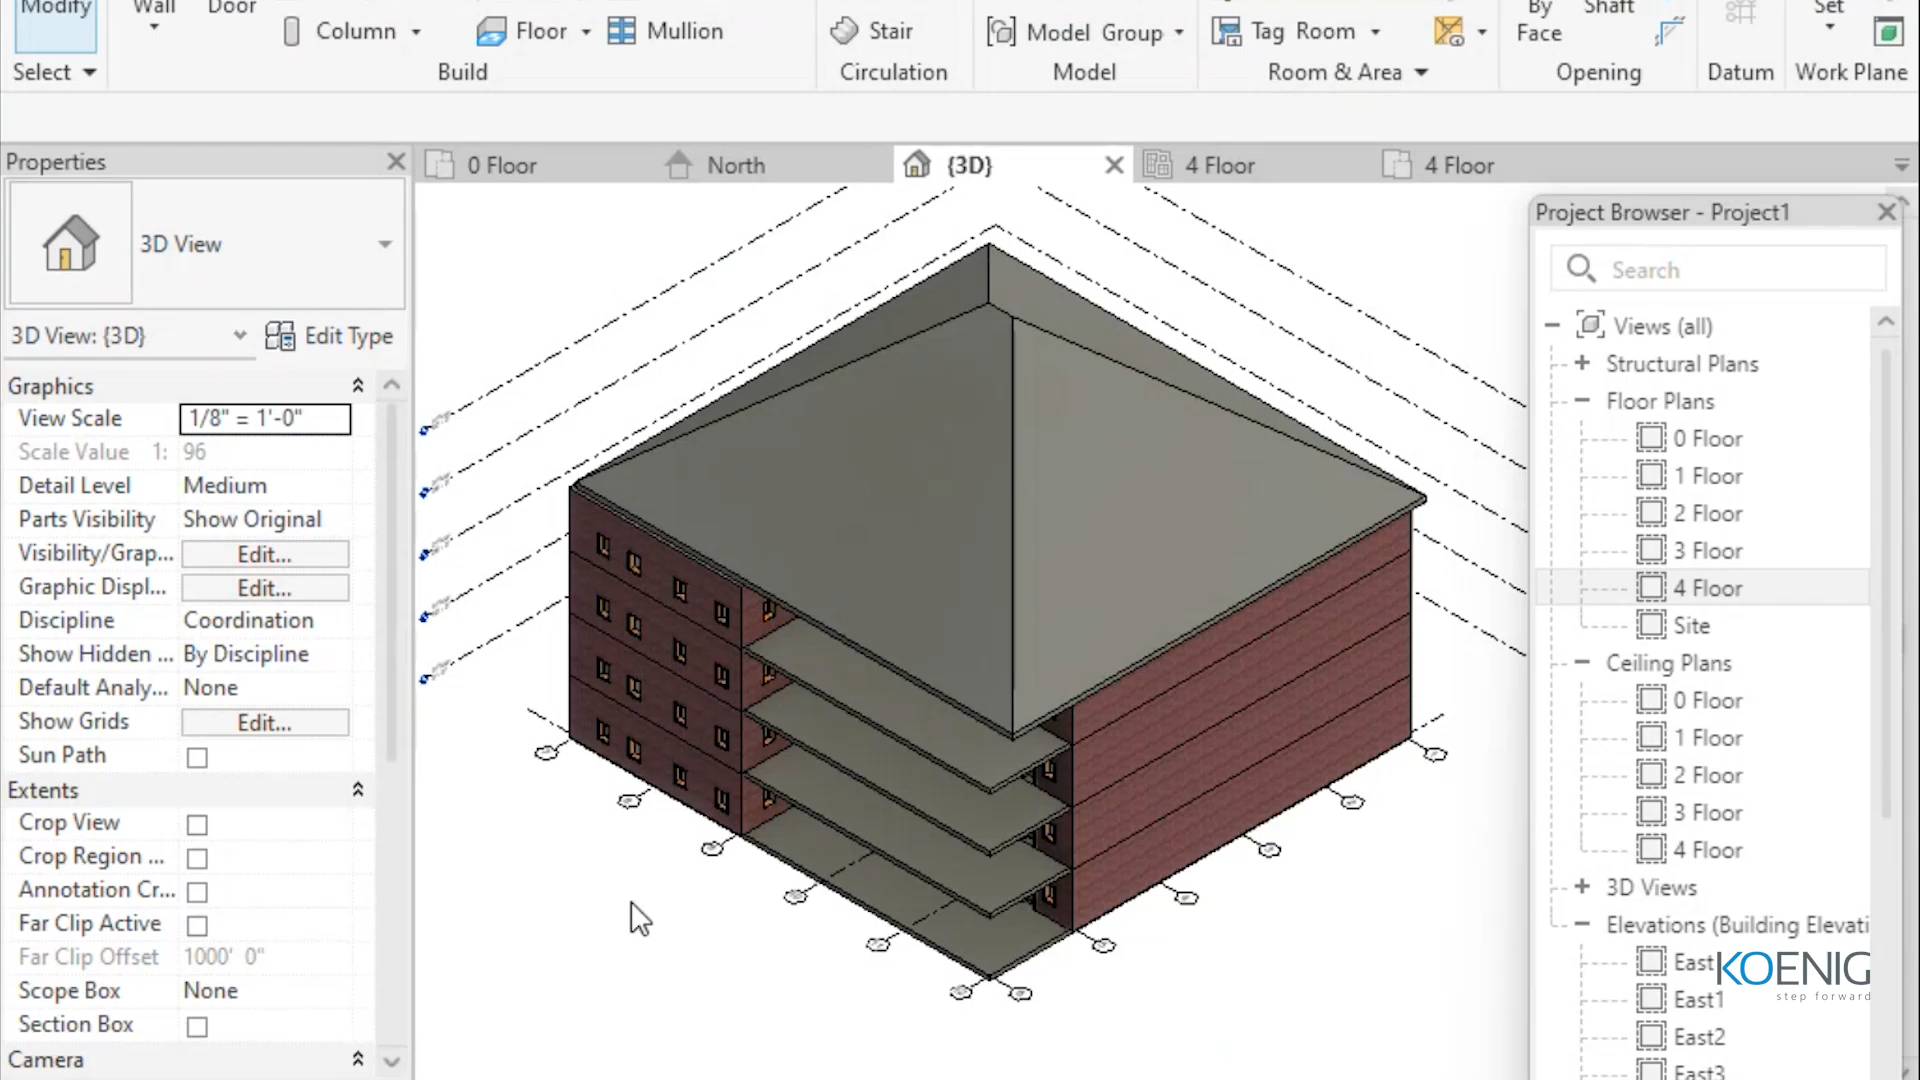 Modify
Wall
Door
By
Shaft
Set
Column
Floor
Mullion
Stair
Model Group
Tag Room
Face
Select
Build
Circulation
Model
Room & Area
Opening
Datum
Work Plane
Properties
0 Floor
North
{3D}
4 Floor
4 Floor
3D View
3D View: {3D}
Edit Type
Graphics
View Scale 1/8" = 1'-0"
Scale Value 1: 96
Detail Level Medium
Parts Visibility Show Original
Visibility/Grap... Edit...
Graphic Displ... Edit...
Discipline Coordination
Show Hidden ... By Discipline
Default Analy... None
Show Grids Edit...
Sun Path
Extents
Crop View
Crop Region ...
Annotation Cr...
Far Clip Active
Far Clip Offset 1000' 0"
Scope Box None
Section Box
Camera
Project Browser - Project1
Search
Views (all)
Structural Plans
Floor Plans
0 Floor
1 Floor
2 Floor
3 Floor
4 Floor
Site
Ceiling Plans
0 Floor
1 Floor
2 Floor
3 Floor
4 Floor
3D Views
Elevations (Building Elevati
East
East1
East2
East3
KOENIG
step forward